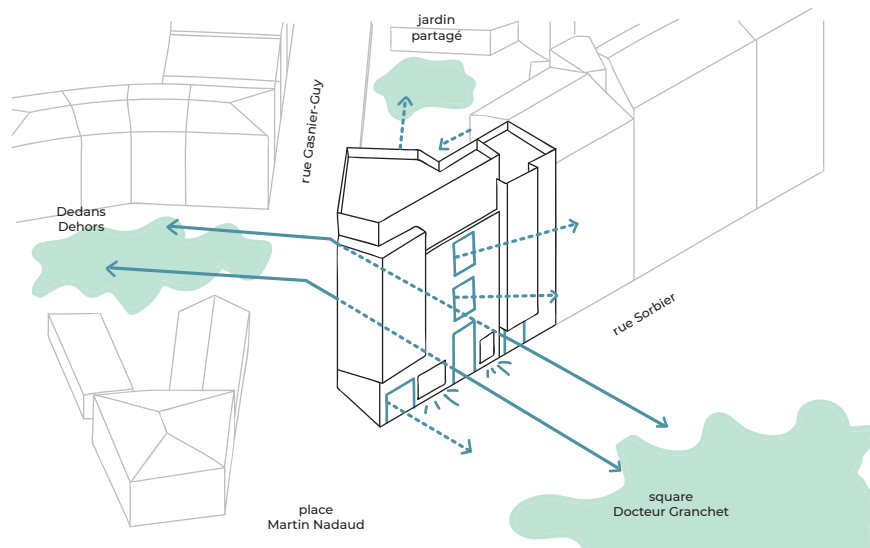 jardin
partagé
rue Gasnier-Guy
Dedans
Dehors
rue Sorbier
place
Martin Nadaud
square
Docteur Granchet